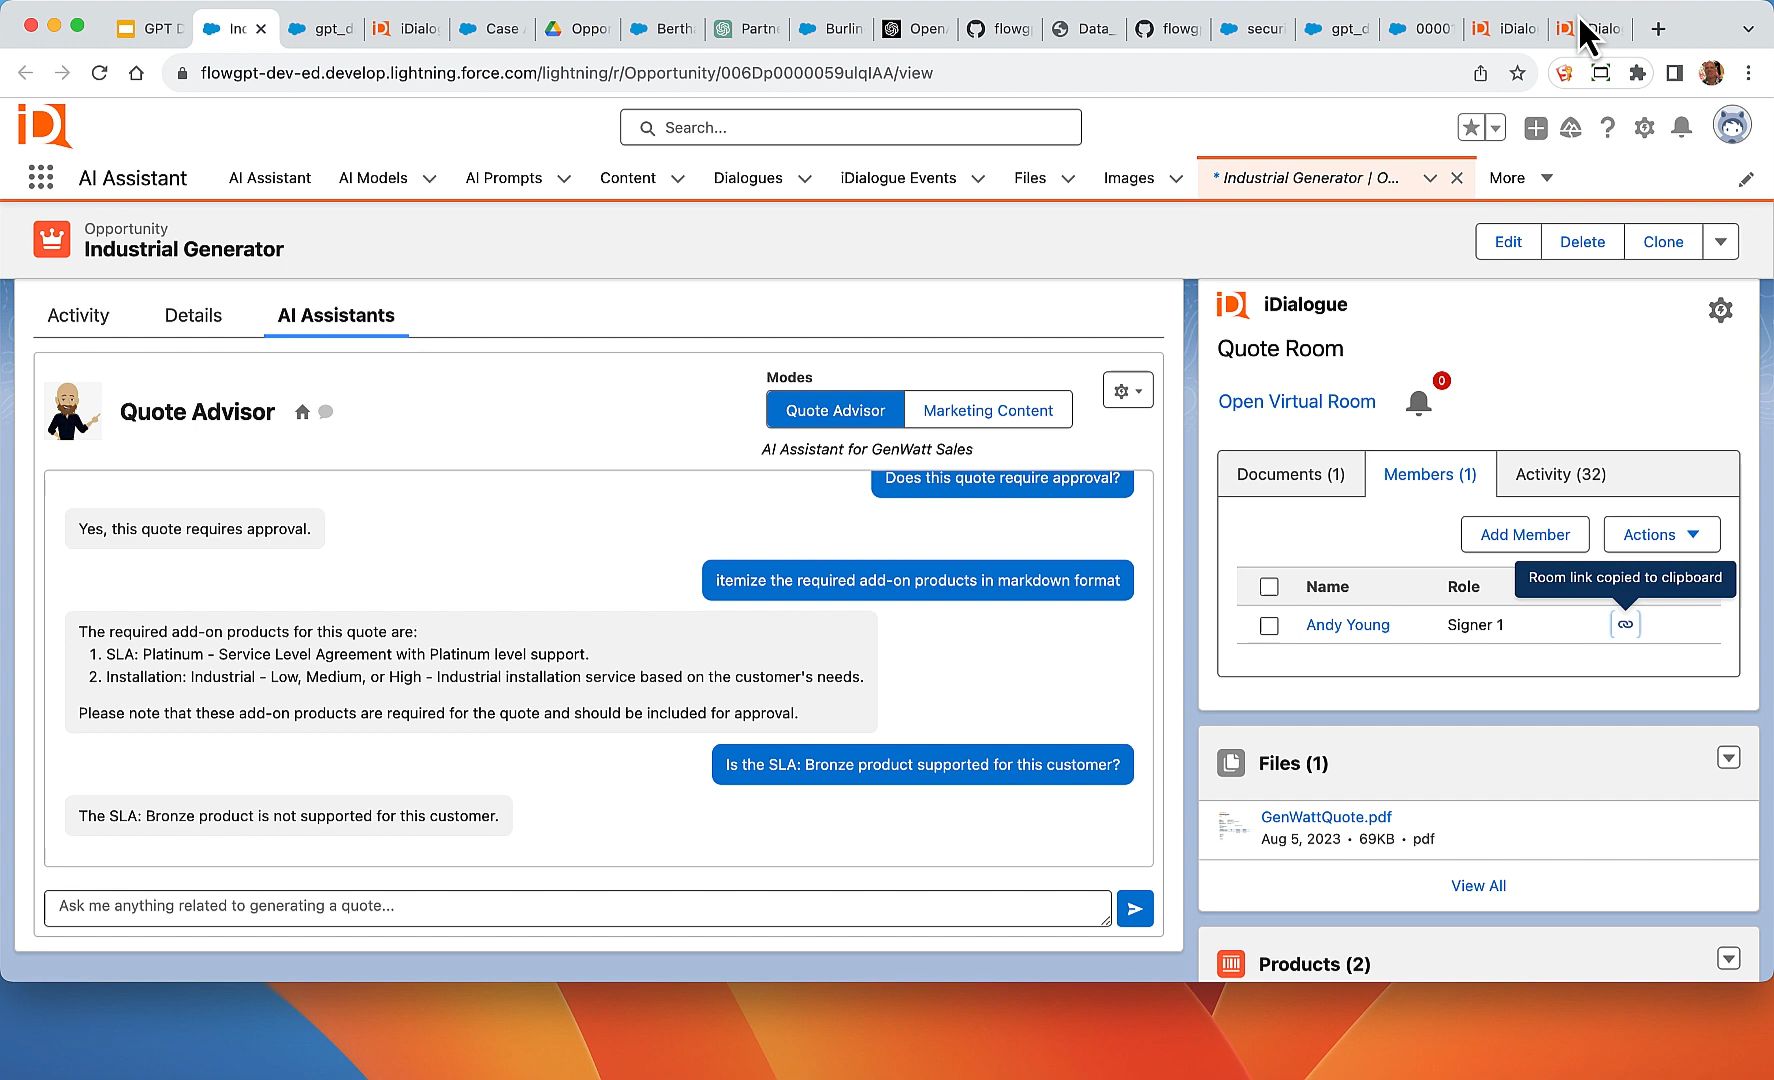 GPT D
Inc
gpt_d
iDialog
Case
Oppor
Berth
Partn
Burlin
Open
flowg
Data_
flowg
securi
gpt_d
0000
iDialo
Dialo
flowgpt-dev-ed.develop.lightning.force.com/lightning/r/Opportunity/006Dp0000059ulqIAA/view
iD
Search...
AI Assistant
AI Assistant
AI Models
AI Prompts
Content
Dialogues
iDialogue Events
Files
Images
* Industrial Generator | O...
More
Opportunity
Industrial Generator
Edit
Delete
Clone
Activity
Details
AI Assistants
Quote Advisor
Modes
Quote Advisor
Marketing Content
AI Assistant for GenWatt Sales
Does this quote require approval?
Yes, this quote requires approval.
itemize the required add-on products in markdown format
The required add-on products for this quote are:
1. SLA: Platinum - Service Level Agreement with Platinum level support.
2. Installation: Industrial - Low, Medium, or High - Industrial installation service based on the customer's needs.
Please note that these add-on products are required for the quote and should be included for approval.
Is the SLA: Bronze product supported for this customer?
The SLA: Bronze product is not supported for this customer.
Ask me anything related to generating a quote...
iD iDialogue
Quote Room
Open Virtual Room
0
Documents (1)
Members (1)
Activity (32)
Add Member
Actions
Room link copied to clipboard
Name
Role
Andy Young
Signer 1
Files (1)
GenWattQuote.pdf
Aug 5, 2023 • 69KB • pdf
View All
Products (2)